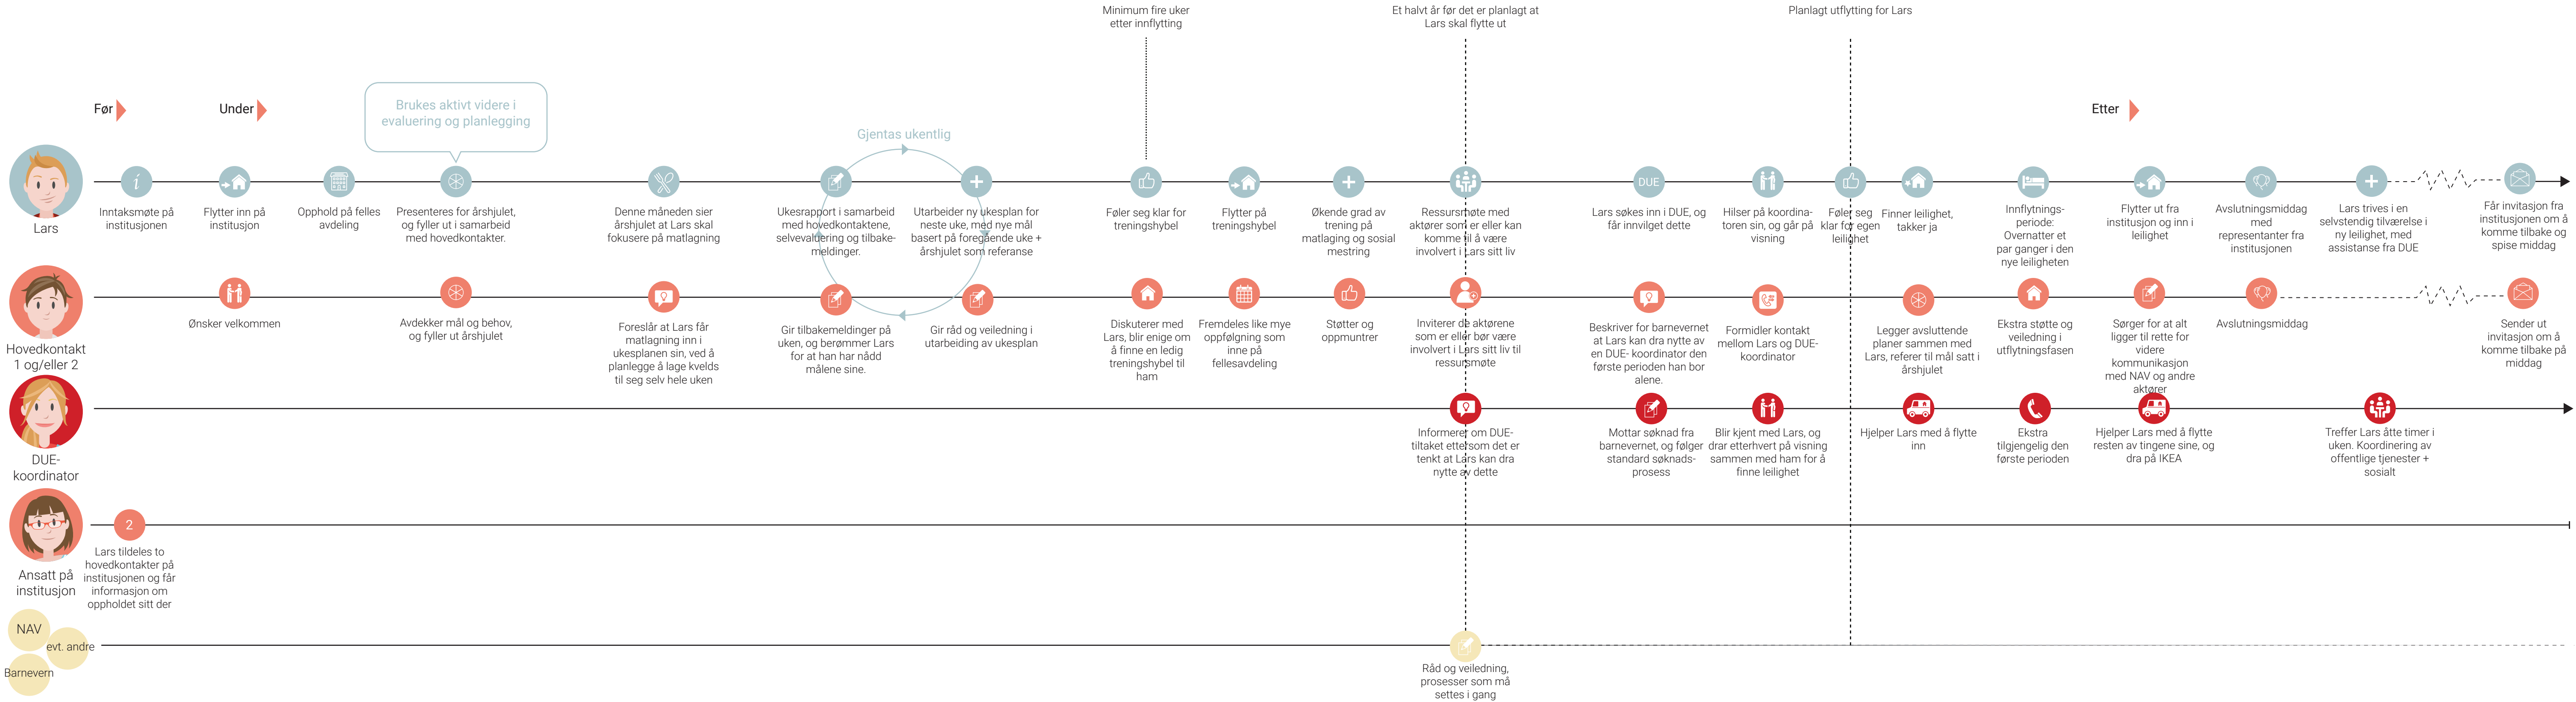 Minimum fire uker
etter innflytting
Et halvt år før det er planlagt at
Lars skal flytte ut
Planlagt utflytting for Lars
Før
Under
Etter
Brukes aktivt videre i
evaluering og planlegging
Gjentas ukentlig
Lars
Inntaksmøte på
institusjonen
Flytter inn på
institusjon
Opphold på felles
avdeling
Presenteres for årshjulet,
og fyller ut i samarbeid
med hovedkontakter.
Denne måneden sier
årshjulet at Lars skal
fokusere på matlagning
Ukesrapport i samarbeid
med hovedkontaktene,
selvevaluering og tilbake-
meldinger.
Utarbeider ny ukesplan for
neste uke, med nye mål
basert på foregående uke +
årshjulet som referanse
Føler seg klar for
treningshybel
Flytter på
treningshybel
Økende grad av
trening på
matlaging og sosial
mestring
Ressursmøte med
aktører som er eller kan
komme til å være
involvert i Lars sitt liv
DUE
Lars søkes inn i DUE, og
får innvilget dette
Hilser på koordina-
toren sin, og går på
visning
Føler seg
klar for egen
leilighet
Finner leilighet,
takker ja
Innflytnings-
periode:
Overnatter et
par ganger i den
nye leiligheten
Flytter ut fra
institusjon og inn i
leilighet
Avslutningsmiddag
med
representanter fra
institusjonen
Lars trives i en
selvstendig tilværelse i
ny leilighet, med
assistanse fra DUE
Får invitasjon fra
institusjonen om å
komme tilbake og
spise middag
Hovedkontakt
1 og/eller 2
Ønsker velkommen
Avdekker mål og behov,
og fyller ut årshjulet
Foreslår at Lars får
matlagning inn i
ukesplanen sin, ved å
planlegge å lage kvelds
til seg selv hele uken
Gir tilbakemeldinger på
uken, og berømmer Lars
for at han har nådd
målene sine.
Gir råd og veiledning i
utarbeiding av ukesplan
Diskuterer med
Lars, blir enige om
å finne en ledig
treningshybel til
ham
Fremdeles like mye
oppfølgning som
inne på
fellesavdeling
Støtter og
oppmuntrer
Inviterer de aktørene
som er eller bør være
involvert i Lars sitt liv til
ressursmøte
Beskriver for barnevernet
at Lars kan dra nytte av
en DUE- koordinator den
første perioden han bor
alene.
Formidler kontakt
mellom Lars og DUE-
koordinator
Legger avsluttende
planer sammen med
Lars, referer til mål satt i
årshjulet
Ekstra støtte og
veiledning i
utflytningsfasen
Sørger for at alt
ligger til rette for
videre
kommunikasjon
med NAV og andre
aktører
Avslutningsmiddag
Sender ut
invitasjon om å
komme tilbake på
middag
DUE-
koordinator
Informerer om DUE-
tiltaket ettersom det er
tenkt at Lars kan dra
nytte av dette
Mottar søknad fra
barnevernet, og følger
standard søknads-
prosess
Blir kjent med Lars, og
drar etterhvert på visning
sammen med ham for å
finne leilighet
Hjelper Lars med å flytte
inn
Ekstra
tilgjengelig den
første perioden
Hjelper Lars med å flytte
resten av tingene sine, og
dra på IKEA
Treffer Lars åtte timer i
uken. Koordinering av
offentlige tjenester +
sosialt
Ansatt på
institusjon
2
Lars tildeles to
hovedkontakter på
institusjonen og får
informasjon om
oppholdet sitt der
NAV
evt. andre
Barnevern
Råd og veiledning,
prosesser som må
settes i gang